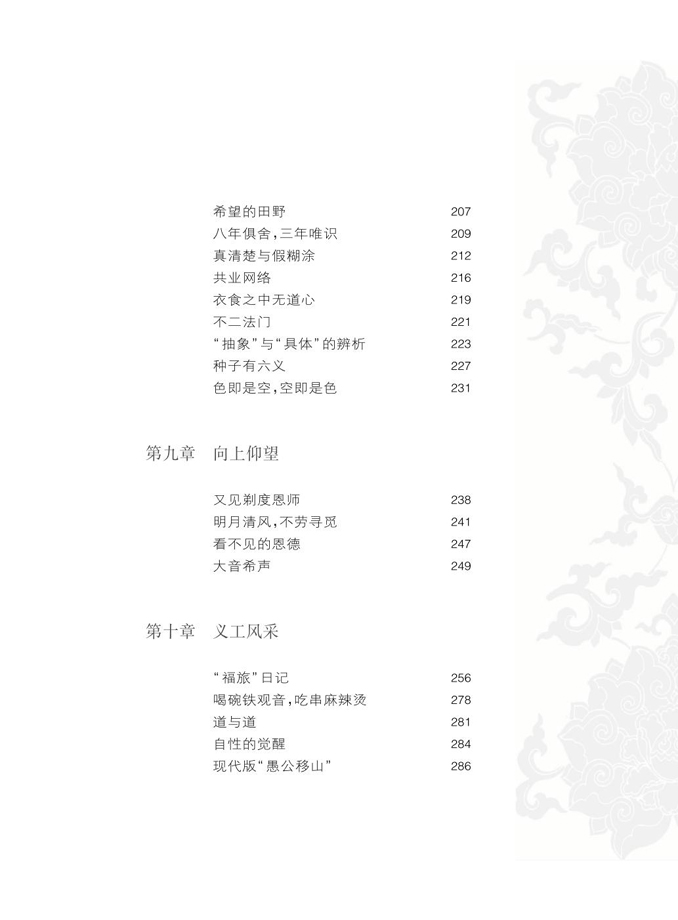 希望的田野 207
八年俱舍，三年唯识 209
真清楚与假糊涂 212
共业网络 216
衣食之中无道心 219
不二法门 221
“抽象”与“具体”的辨析 223
种子有六义 227
色即是空，空即是色 231
第九章 向上仰望
又见剃度恩师 238
明月清风，不劳寻觅 241
看不见的恩德 247
大音希声 249
第十章 义工风采
“福旅”日记 256
喝碗铁观音，吃串麻辣烫 278
道与道 281
自性的觉醒 284
现代版“愚公移山” 286